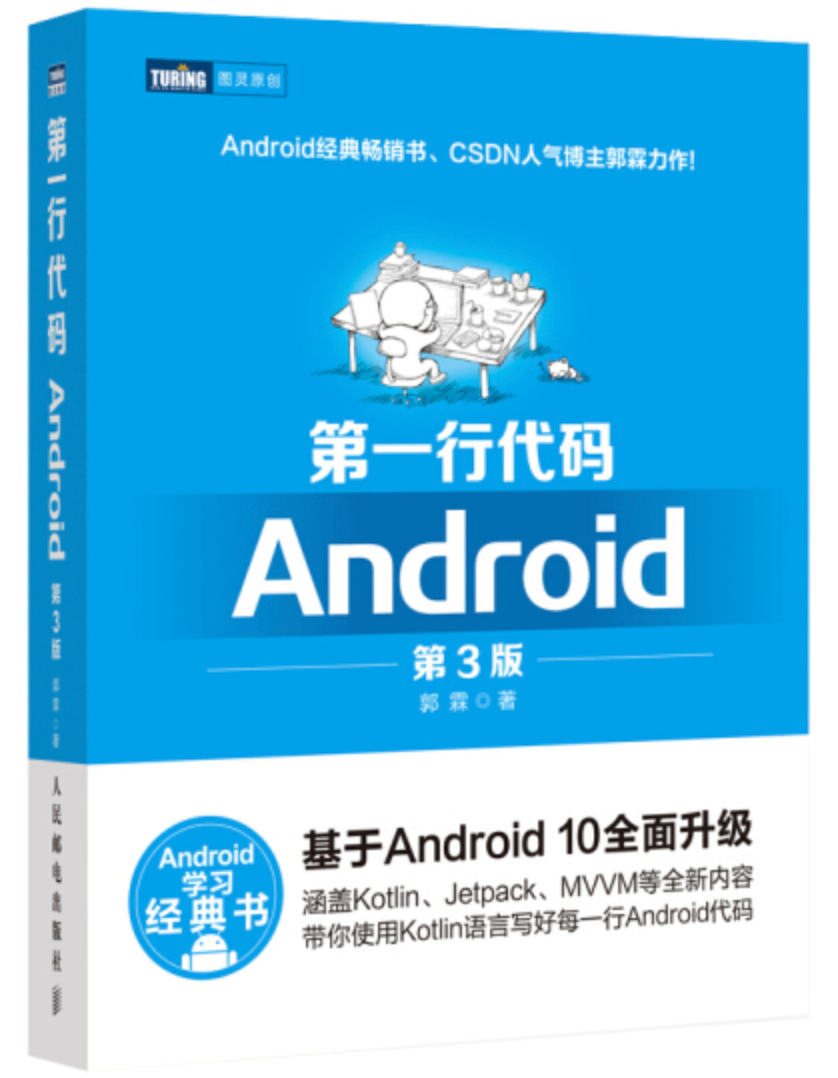 TURING 图灵原创
Android经典畅销书、CSDN人气博主郭霖力作!
第一行代码
Android
第3版
郭霖◎著
基于Android 10全面升级
涵盖Kotlin、Jetpack、MVVM等全新内容
带你使用Kotlin语言写好每一行Android代码
Android
学习
经典书
TURING
第一行代码 Android 第3版 郭霖◎著 人民邮电出版社